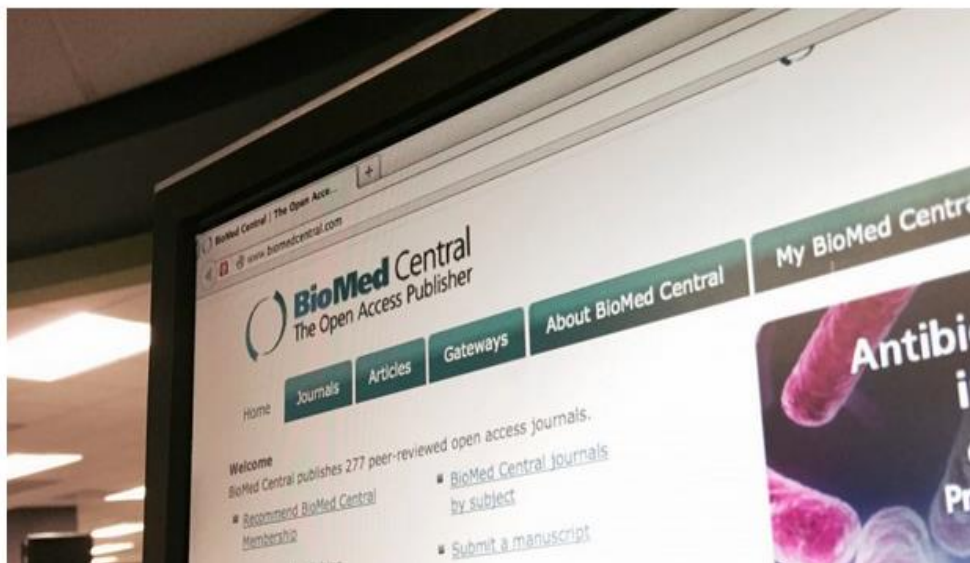 BioMed Central | The Open Acce...
+
www.biomedcentral.com
BioMed Central
The Open Access Publisher
Home
Journals
Articles
Gateways
About BioMed Central
My BioMed Centra
Welcome
BioMed Central publishes 277 peer-reviewed open access journals.
Recommend BioMed Central
Membership
BioMed Central journals
by subject
Submit a manuscript
Antibi
i
Pr